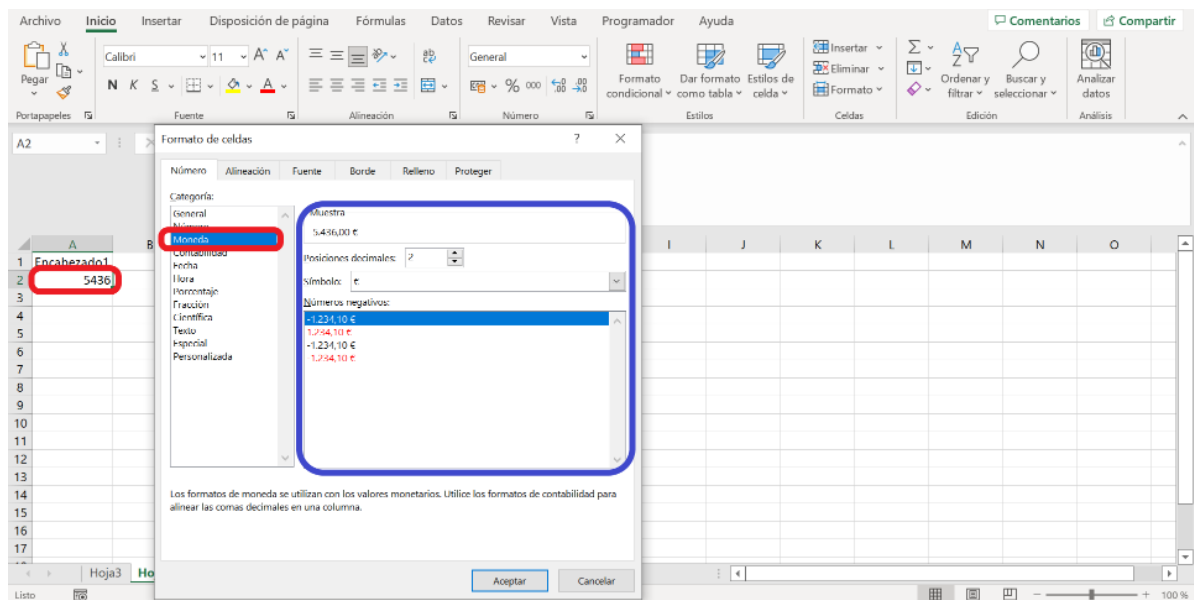 Archivo Inicio Insertar Disposición de página Fórmulas Datos Revisar Vista Programador Ayuda Comentarios Compartir
Pegar
Calibri 11 A A
N K S A
ab
General
% 000
Formato condicional
Dar formato como tabla
Estilos de celda
Insertar
Eliminar
Formato
Ordenar y filtrar
Buscar y seleccionar
Analizar datos
Portapapeles Fuente Alineación Número Estilos Celdas Edición Análisis
A2
Formato de celdas ? ×
Número Alineación Fuente Borde Relleno Proteger
Categoría:
General
Número
Moneda
Contabilidad
Fecha
Hora
Porcentaje
Fracción
Científica
Texto
Especial
Personalizada
Muestra
5.436,00 €
Posiciones decimales: 2
Símbolo: €
Números negativos:
-1.234,10 €
1.234,10 €
-1.234,10 €
-1.234,10 €
Los formatos de moneda se utilizan con los valores monetarios. Utilice los formatos de contabilidad para
alinear las comas decimales en una columna.
Aceptar Cancelar
A B I J K L M N O
1 Encabezado1
2 5436
3
4
5
6
7
8
9
10
11
12
13
14
15
16
17
Hoja3 Ho
Listo 100 %